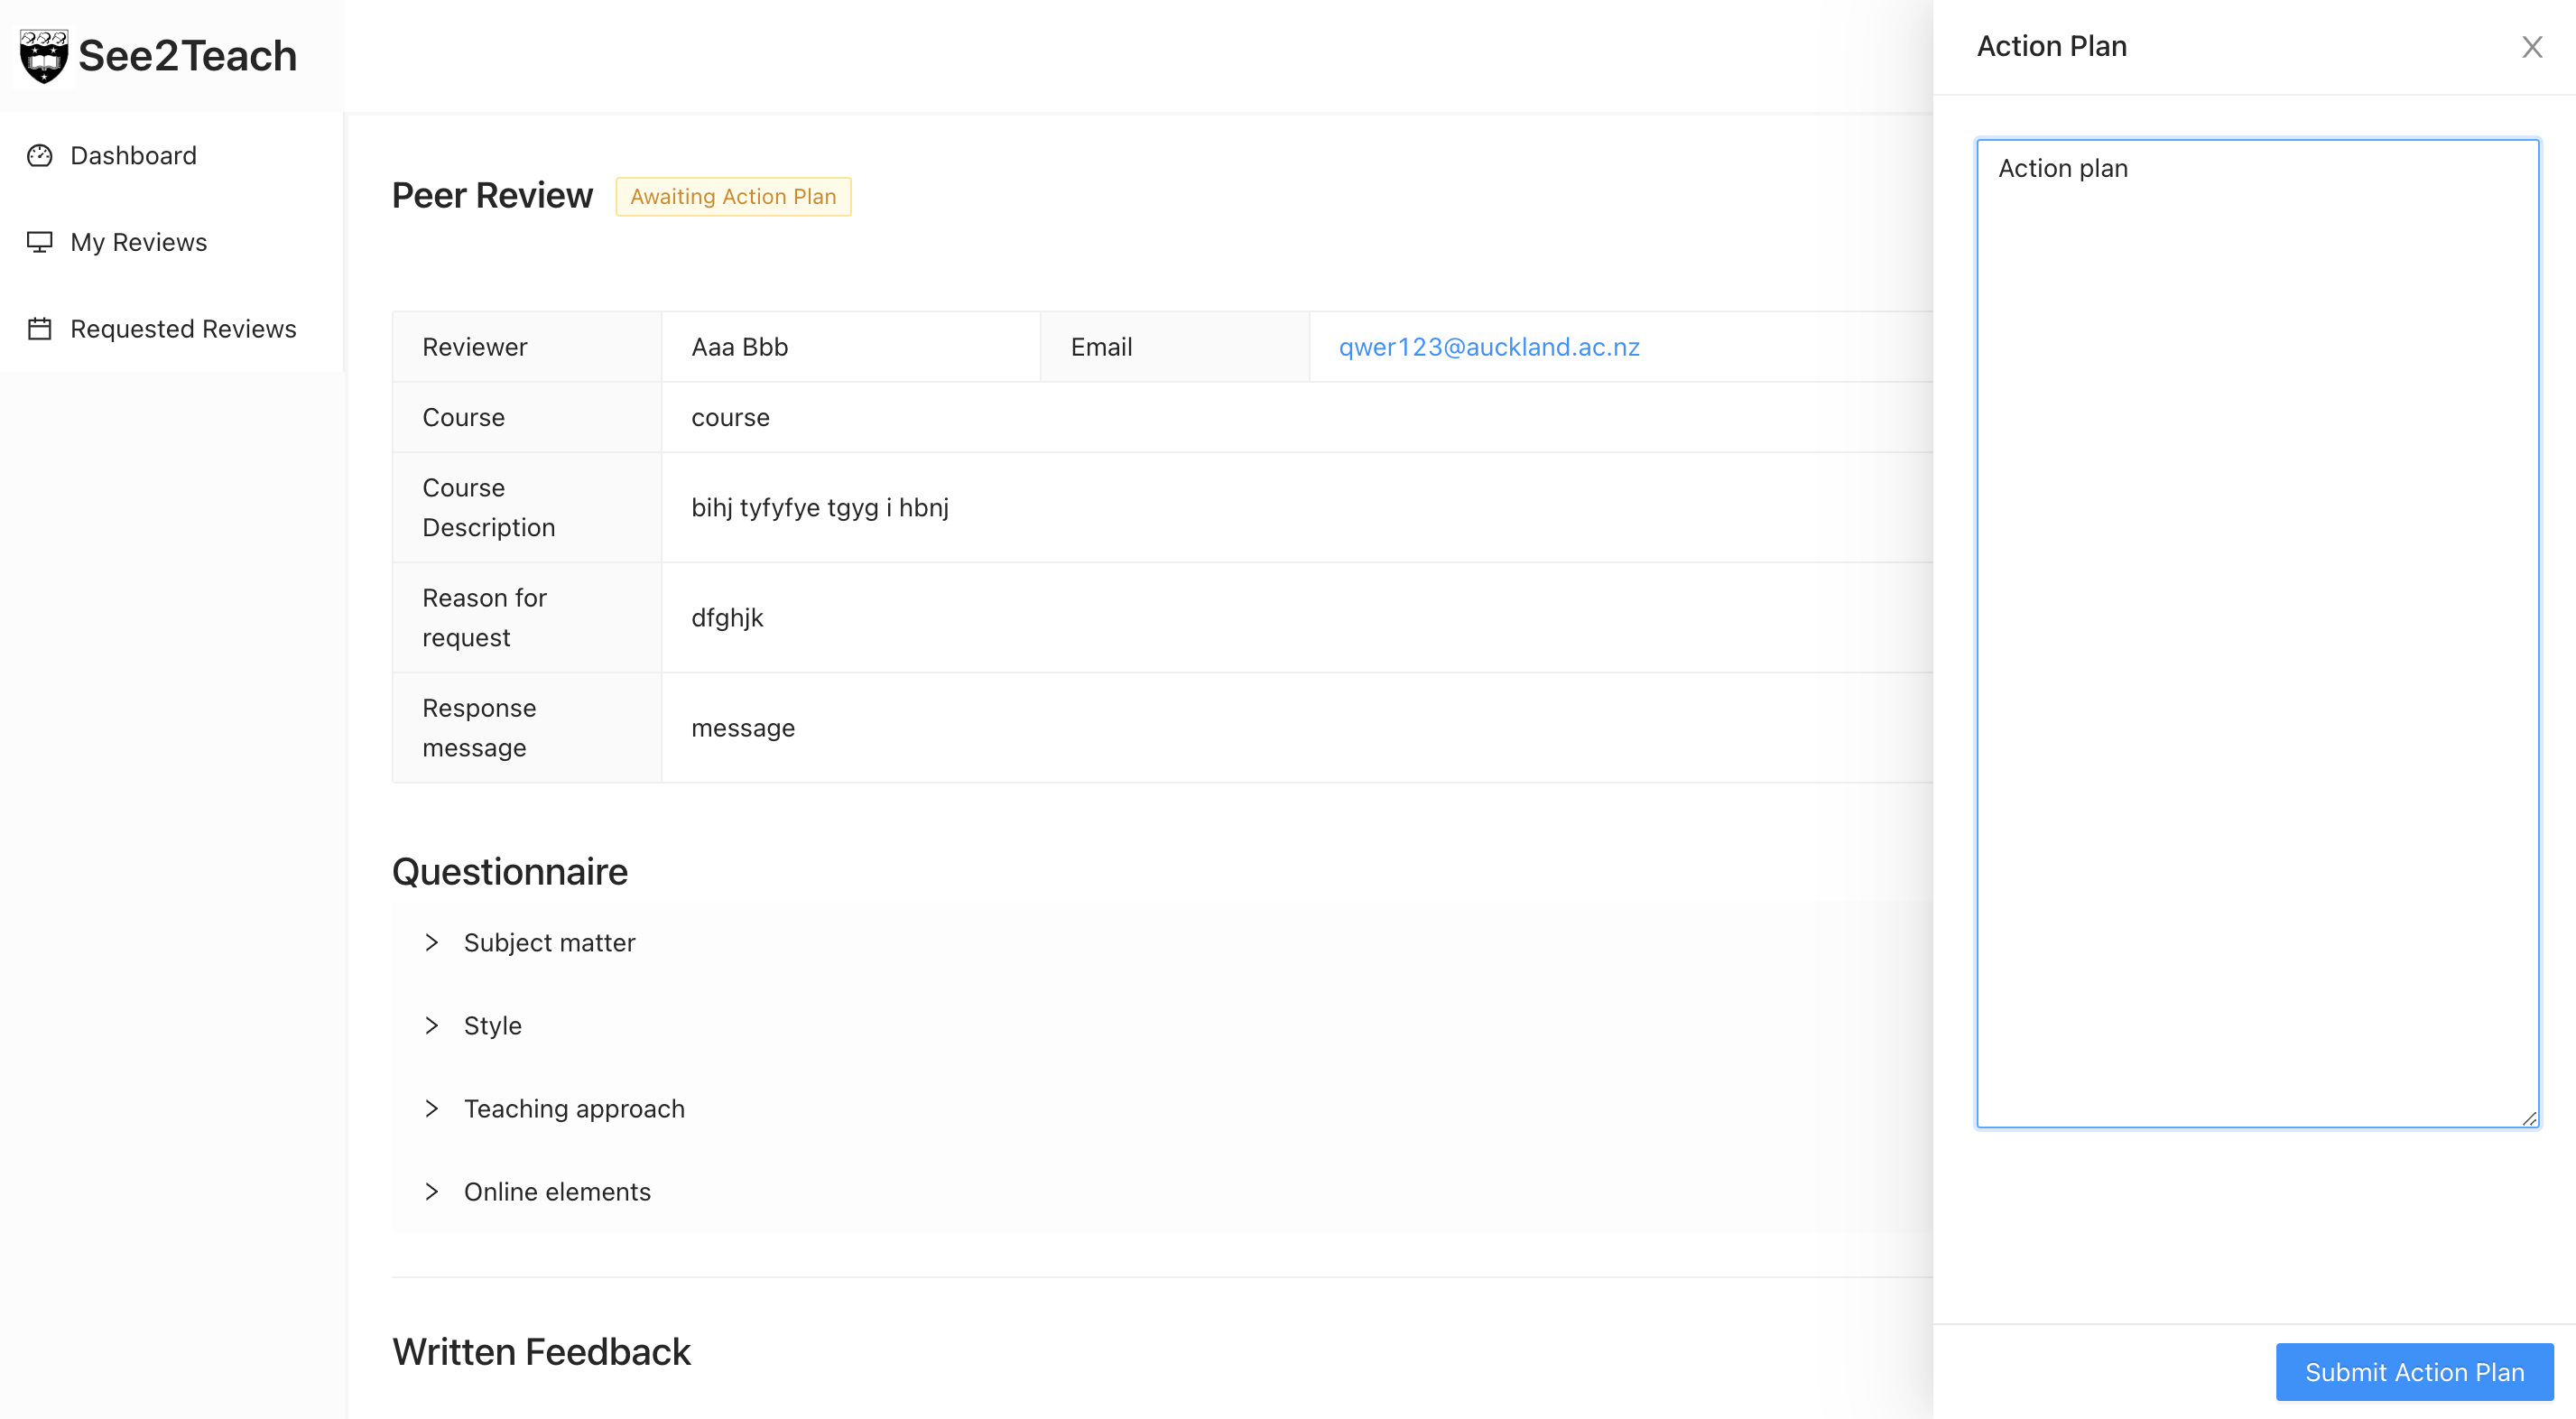 See2Teach
Dashboard
My Reviews
Requested Reviews
Peer Review
Awaiting Action Plan
Reviewer
Aaa Bbb
Email
qwer123@auckland.ac.nz
Course
course
Course
Description
bihj tyfyfye tgyg i hbnj
Reason for
request
dfghjk
Response
message
message
Questionnaire
Subject matter
Style
Teaching approach
Online elements
Written Feedback
Action Plan
Action plan
Submit Action Plan